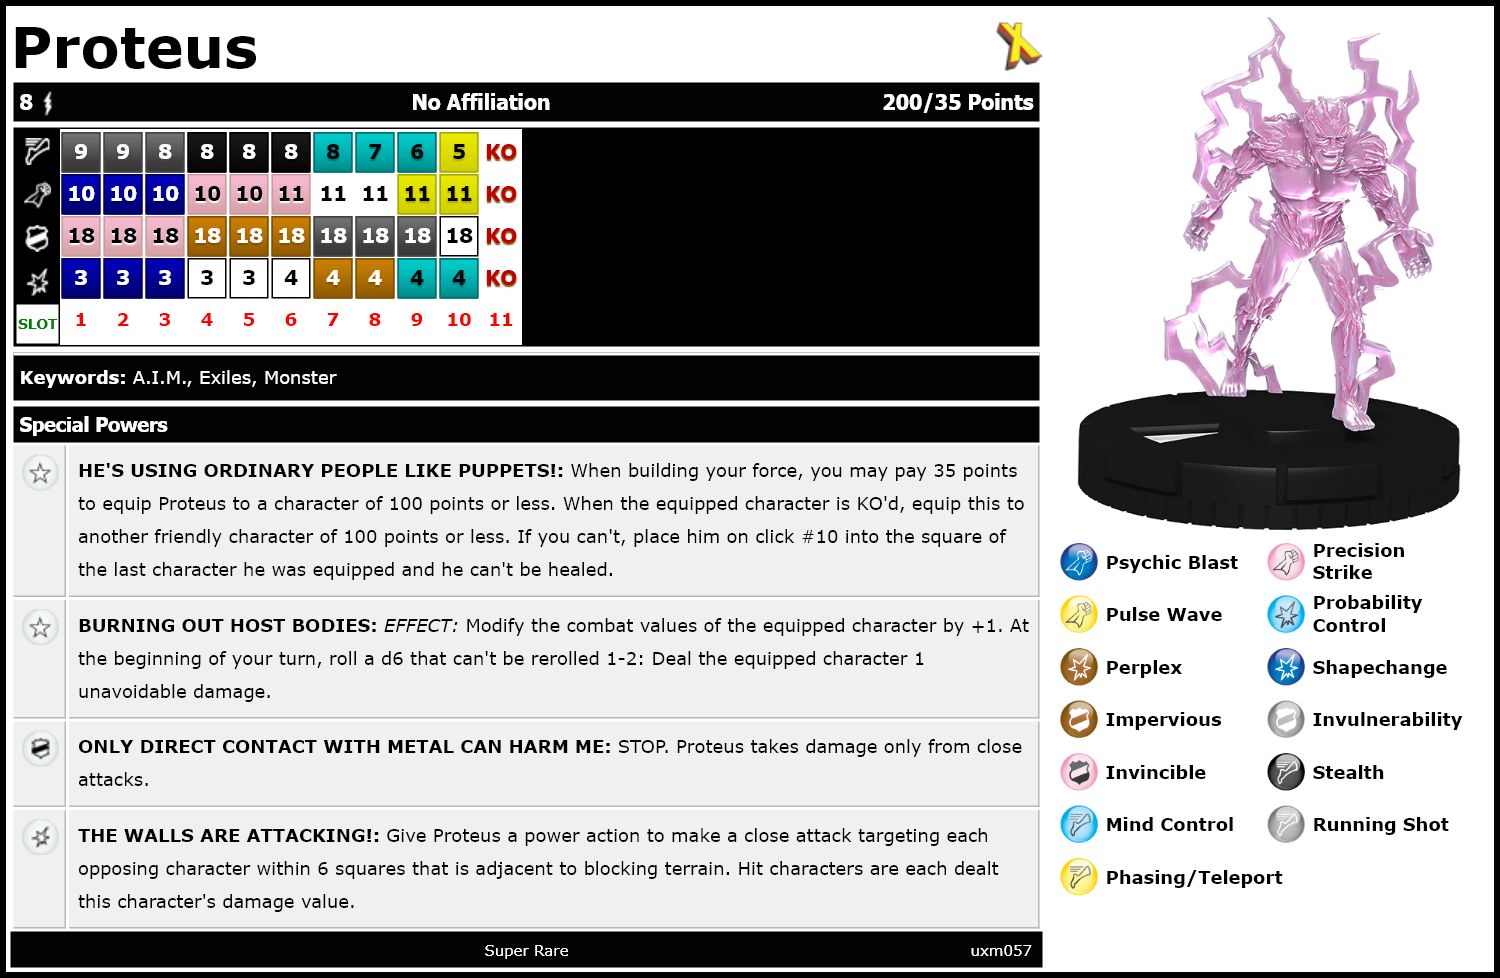 Proteus
8 No Affiliation 200/35 Points
9 9 8 8 8 8 8 7 6 5 KO
10 10 10 10 10 11 11 11 11 11 KO
18 18 18 18 18 18 18 18 18 18 KO
3 3 3 3 3 4 4 4 4 4 KO
SLOT 1 2 3 4 5 6 7 8 9 10 11
Keywords: A.I.M., Exiles, Monster
Special Powers
HE'S USING ORDINARY PEOPLE LIKE PUPPETS!: When building your force, you may pay 35 points
to equip Proteus to a character of 100 points or less. When the equipped character is KO'd, equip this to
another friendly character of 100 points or less. If you can't, place him on click #10 into the square of
the last character he was equipped and he can't be healed.
BURNING OUT HOST BODIES: EFFECT: Modify the combat values of the equipped character by +1. At
the beginning of your turn, roll a d6 that can't be rerolled 1-2: Deal the equipped character 1
unavoidable damage.
ONLY DIRECT CONTACT WITH METAL CAN HARM ME: STOP. Proteus takes damage only from close
attacks.
THE WALLS ARE ATTACKING!: Give Proteus a power action to make a close attack targeting each
opposing character within 6 squares that is adjacent to blocking terrain. Hit characters are each dealt
this character's damage value.
Super Rare uxm057
Psychic Blast
Precision
Strike
Pulse Wave
Probability
Control
Perplex
Shapechange
Impervious
Invulnerability
Invincible
Stealth
Mind Control
Running Shot
Phasing/Teleport